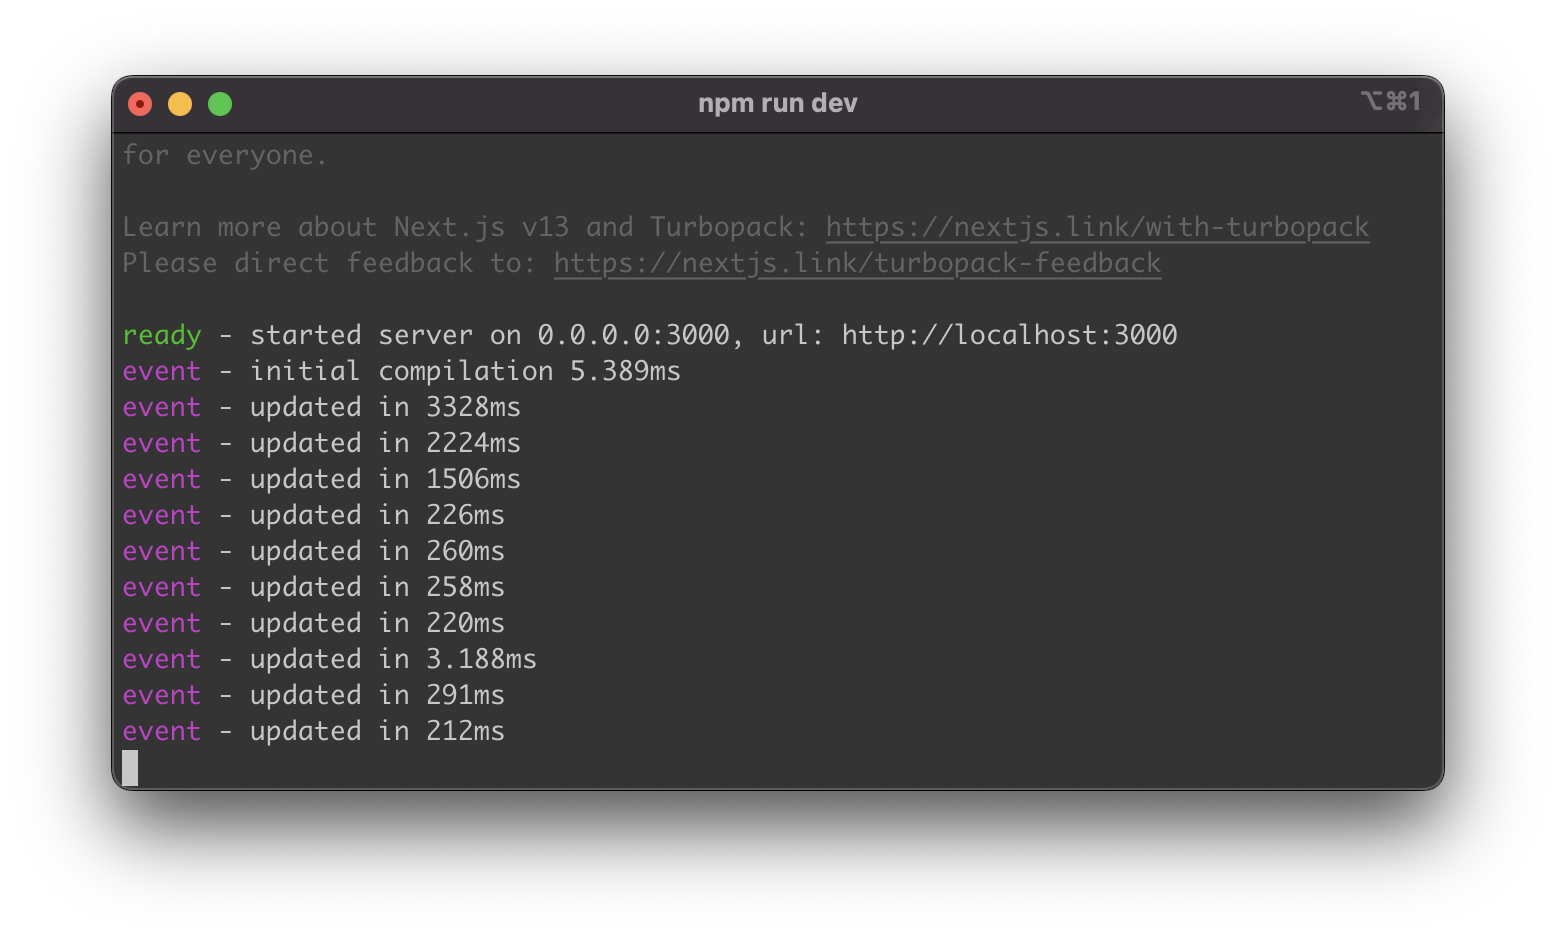 npm run dev
⌥⌘1
for everyone.
Learn more about Next.js v13 and Turbopack: https://nextjs.link/with-turbopack
Please direct feedback to: https://nextjs.link/turbopack-feedback
ready - started server on 0.0.0.0:3000, url: http://localhost:3000
event - initial compilation 5.389ms
event - updated in 3328ms
event - updated in 2224ms
event - updated in 1506ms
event - updated in 226ms
event - updated in 260ms
event - updated in 258ms
event - updated in 220ms
event - updated in 3.188ms
event - updated in 291ms
event - updated in 212ms